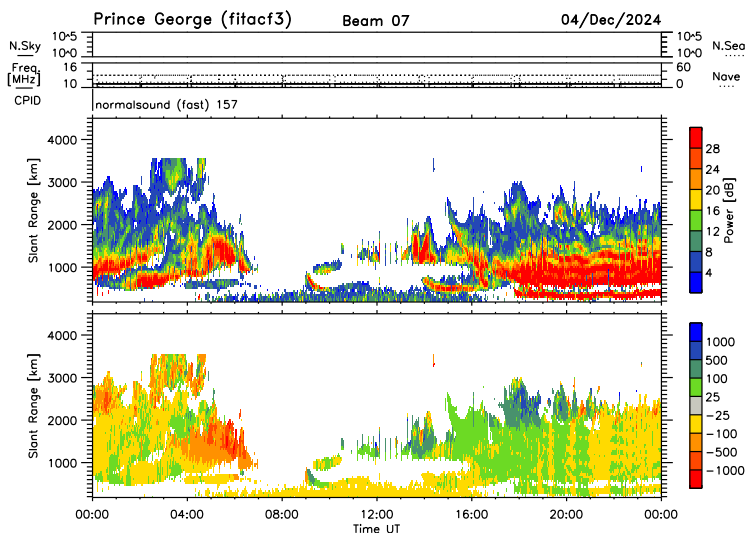 Prince George (fitacf3) Beam 07 04/Dec/2024
10^5 10^5
N.Sky N.Sea
10^0 10^0
Freq. 16 60
[MHz] 10 0 Nave
CPID normalsound (fast) 157
4000
3000
2000
1000
Slant Range [km]
28
24
20
16
12
8
4
Power [dB]
4000
3000
2000
1000
Slant Range [km]
1000
500
100
25
-25
-100
-500
-1000
00:00 04:00 08:00 12:00 16:00 20:00 00:00
Time UT